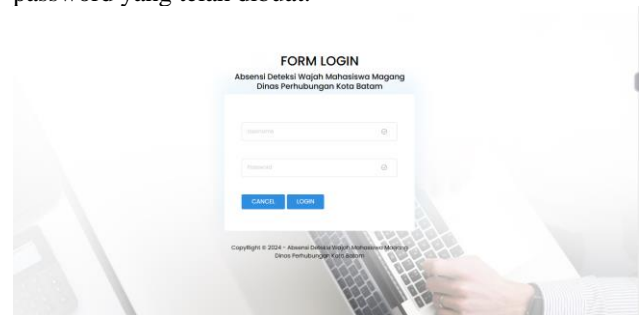 password yang telah dibuat.
FORM LOGIN
Absensi Deteksi Wajah Mahasiswa Magang
Dinas Perhubungan Kota Batam
Username
Password
CANCEL LOGIN
CopyRight © 2024 - Absensi Deteksi Wajah Mahasiswa Magang
Dinas Perhubungan Kota Batam